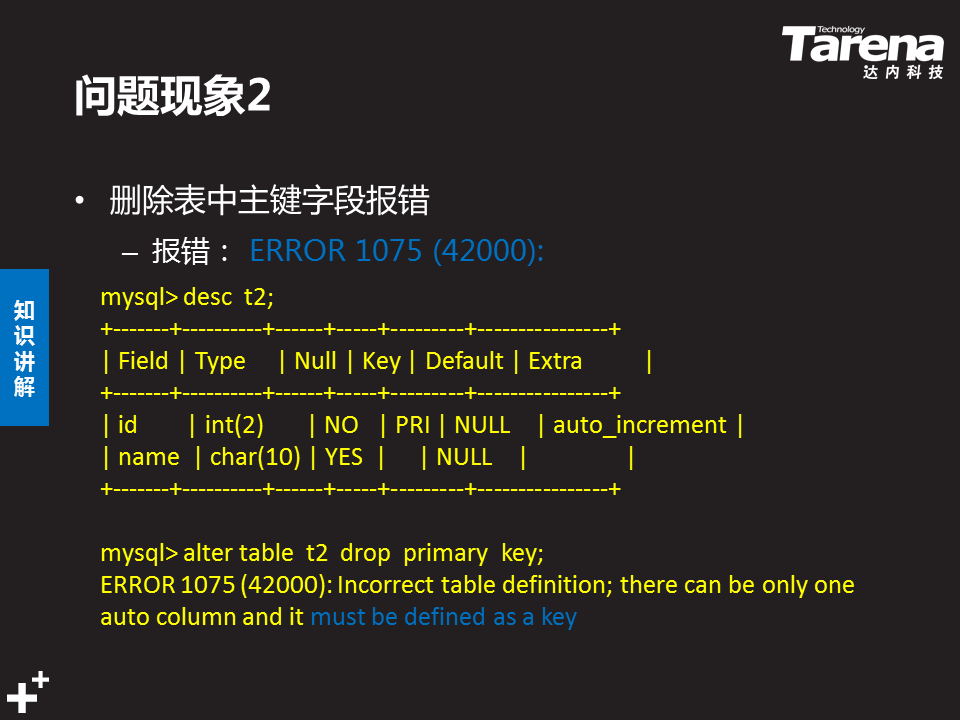 Technology
Tarena
达内科技
问题现象2
• 删除表中主键字段报错
– 报错： ERROR 1075 (42000):
知识讲解
mysql> desc  t2;
+-------+----------+------+-----+---------+----------------+
| Field | Type     | Null | Key | Default | Extra          |
+-------+----------+------+-----+---------+----------------+
| id       | int(2)      | NO   | PRI | NULL    | auto_increment |
| name  | char(10) | YES  |     | NULL    |                |
+-------+----------+------+-----+---------+----------------+
mysql> alter table  t2  drop  primary  key;
ERROR 1075 (42000): Incorrect table definition; there can be only one
auto column and it must be defined as a key